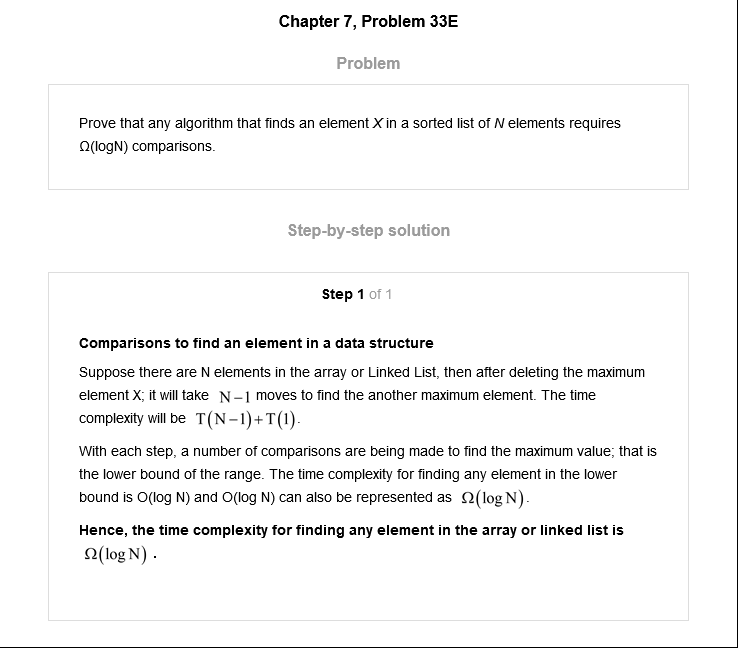 Chapter 7, Problem 33E
Problem
Prove that any algorithm that finds an element X in a sorted list of N elements requires
Ω(logN) comparisons.
Step-by-step solution
Step 1 of 1
Comparisons to find an element in a data structure
Suppose there are N elements in the array or Linked List, then after deleting the maximum
element X; it will take N−1 moves to find the another maximum element. The time
complexity will be T(N−1)+T(1).
With each step, a number of comparisons are being made to find the maximum value; that is
the lower bound of the range. The time complexity for finding any element in the lower
bound is O(log N) and O(log N) can also be represented as Ω(log N).
Hence, the time complexity for finding any element in the array or linked list is
Ω(log N) .